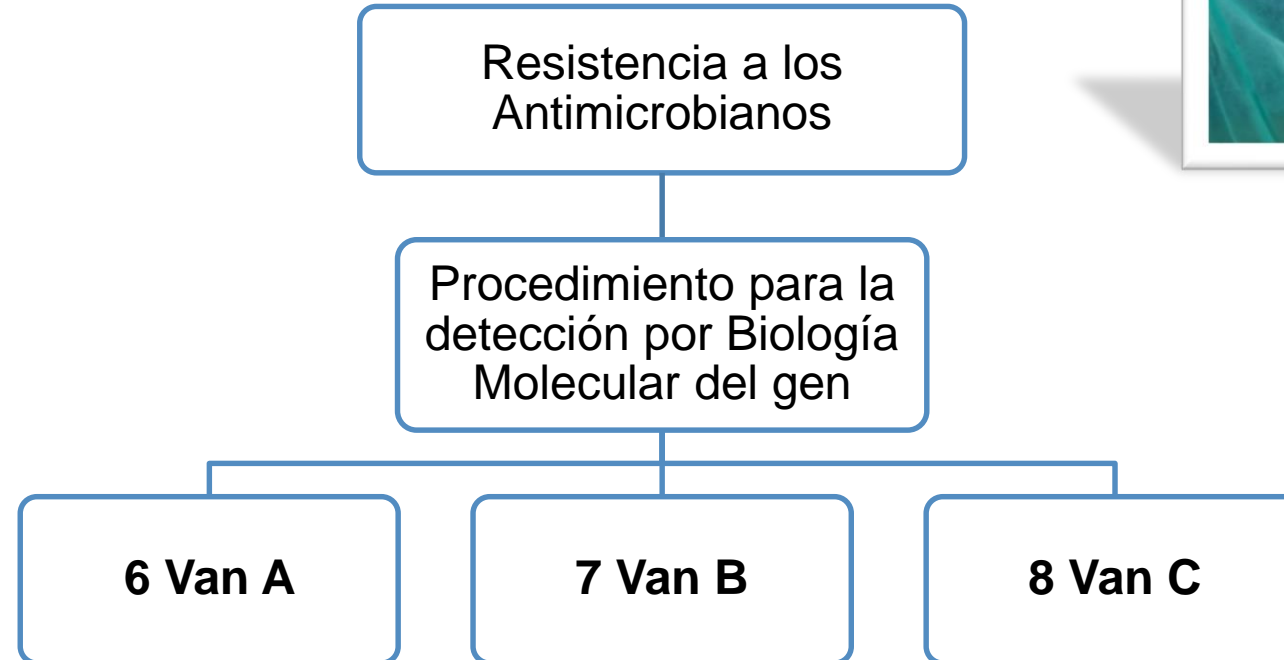 Resistencia a los
Antimicrobianos
Procedimiento para la
detección por Biología
Molecular del gen
6 Van A
7 Van B
8 Van C